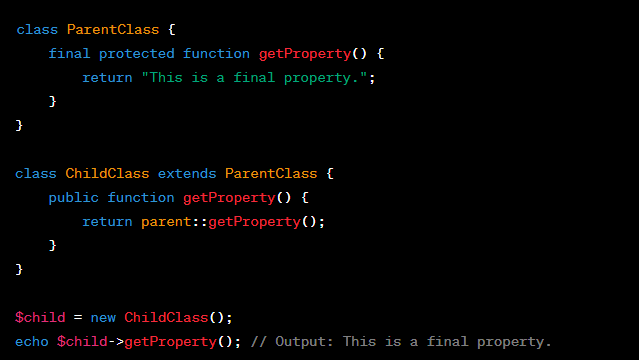 class ParentClass {
    final protected function getProperty() {
        return "This is a final property.";
    }
}

class ChildClass extends ParentClass {
    public function getProperty() {
        return parent::getProperty();
    }
}

$child = new ChildClass();
echo $child->getProperty(); // Output: This is a final property.